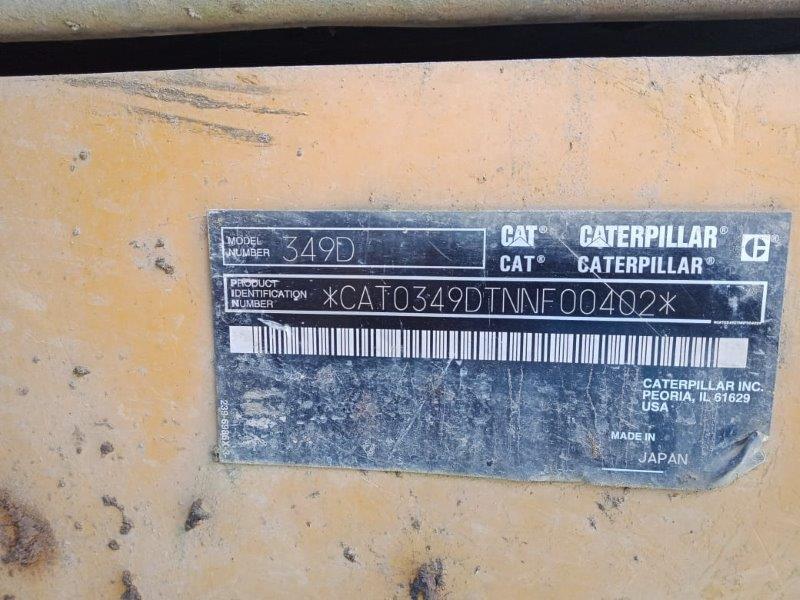 MODEL NUMBER 349D
CAT® CATERPILLAR®
CAT® CATERPILLAR®
PRODUCT IDENTIFICATION NUMBER *CAT0349DTNNF00402*
CATERPILLAR INC.
PEORIA, IL 61629
USA
MADE IN
JAPAN